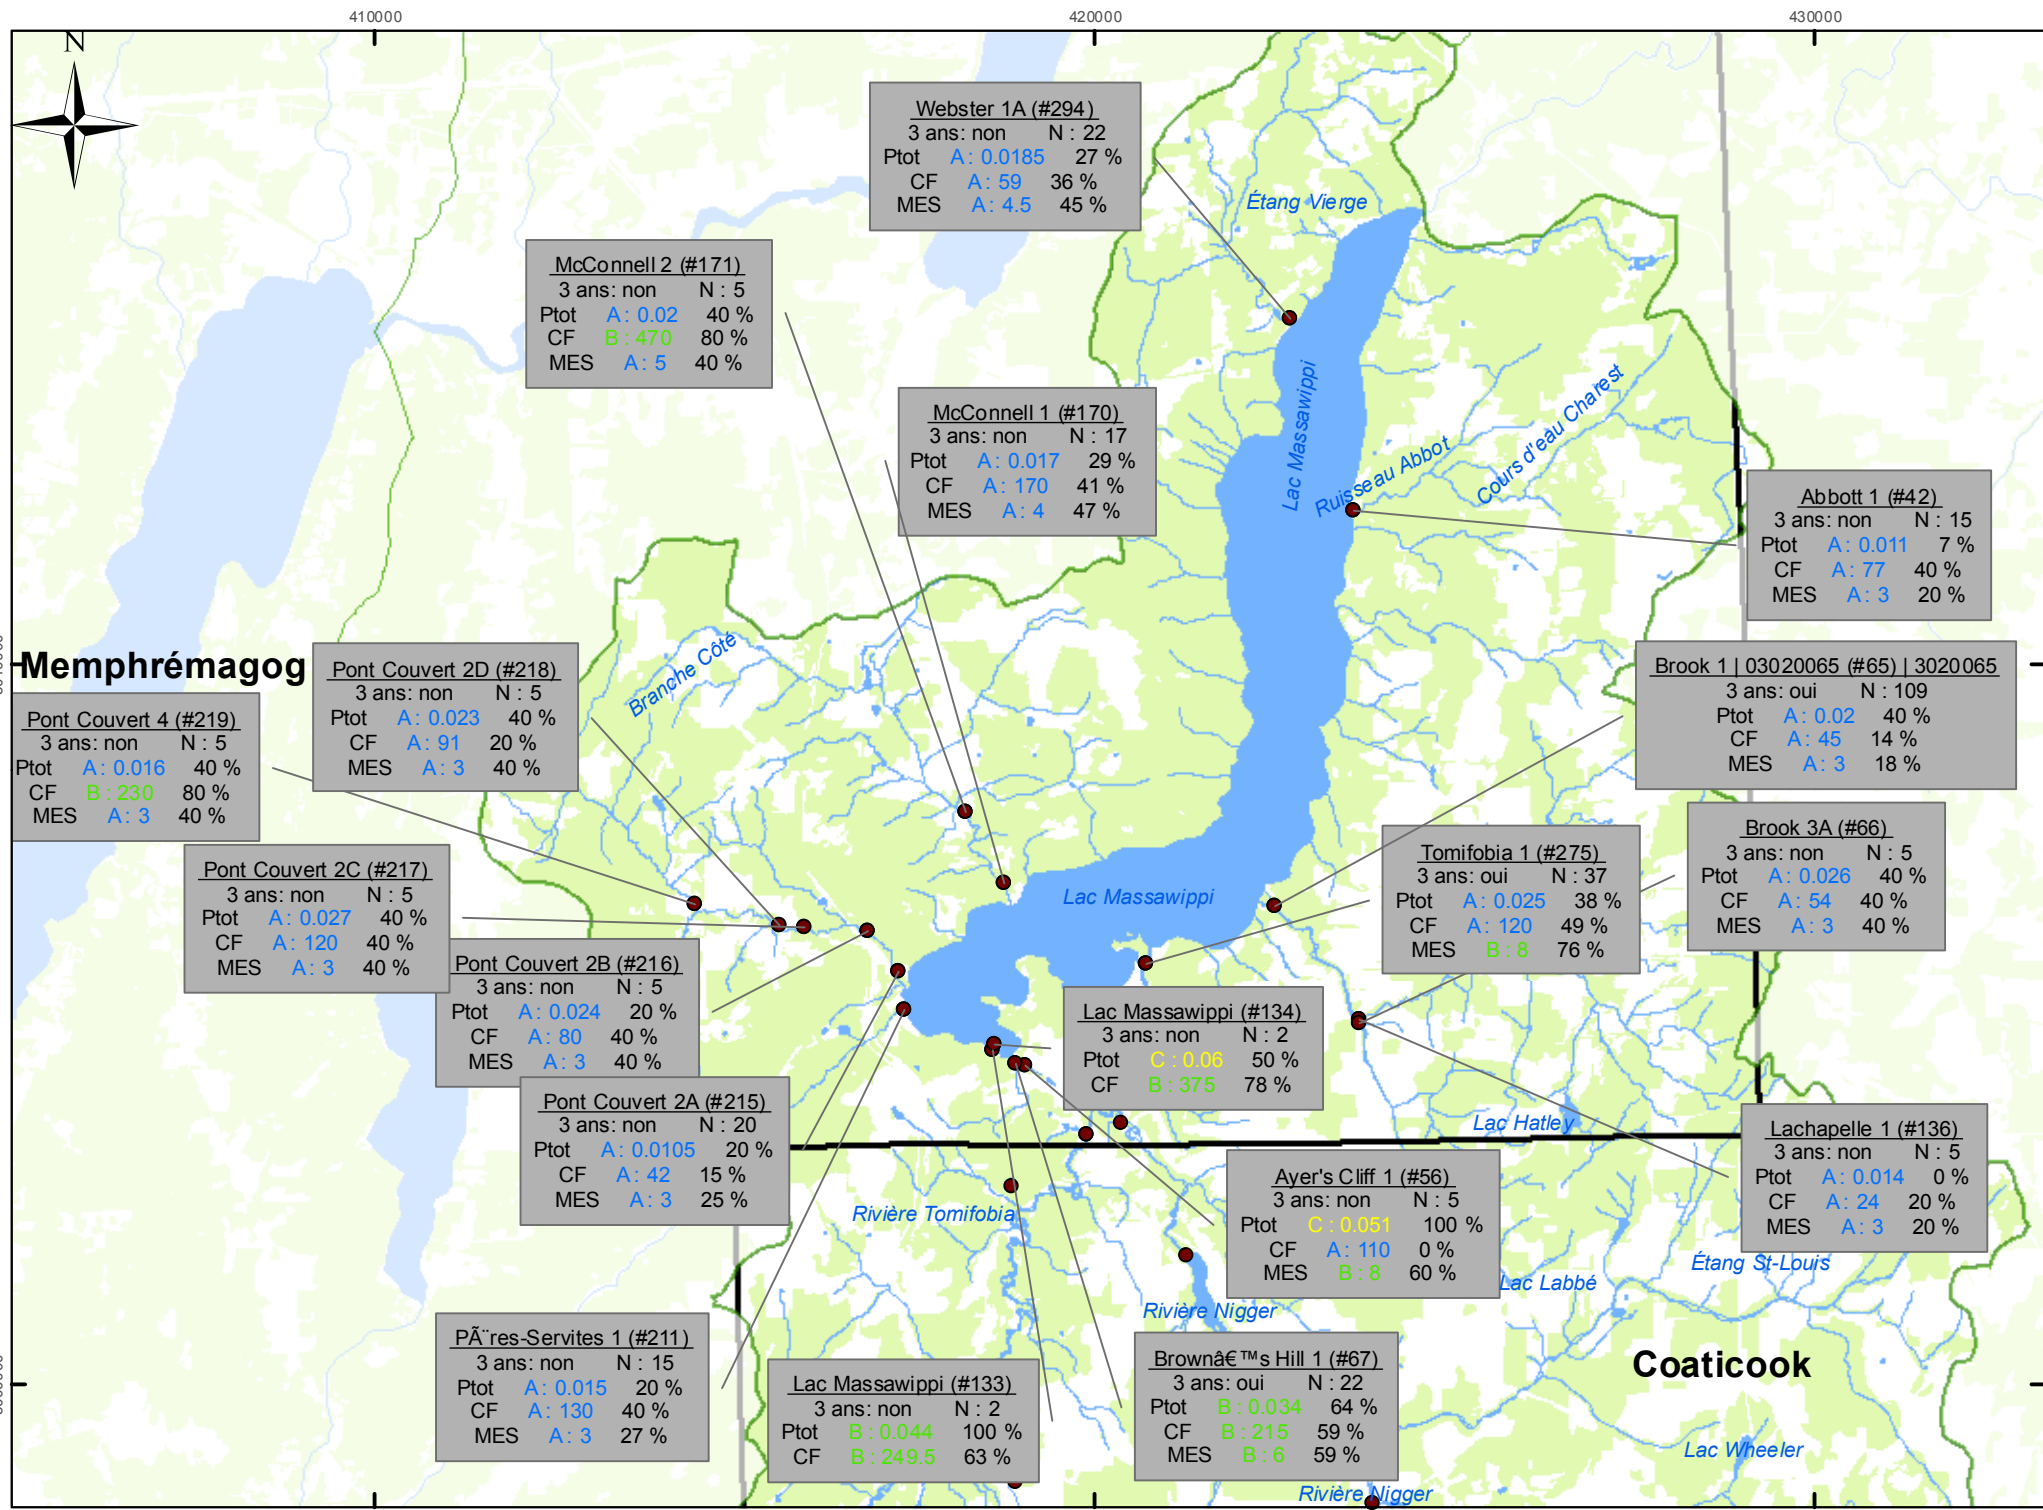 410000
420000
430000
N
Webster 1A (#294)
3 ans: non N : 22
Ptot A : 0.0185 27 %
CF A : 59 36 %
MES A : 4.5 45 %
Étang Vierge
McConnell 2 (#171)
3 ans: non N : 5
Ptot A : 0.02 40 %
CF B : 470 80 %
MES A : 5 40 %
McConnell 1 (#170)
3 ans: non N : 17
Ptot A : 0.017 29 %
CF A : 170 41 %
MES A : 4 47 %
Lac Massawippi
Ruisseau Abbot
Cours d'eau Charest
Abbott 1 (#42)
3 ans: non N : 15
Ptot A : 0.011 7 %
CF A : 77 40 %
MES A : 3 20 %
Memphrémagog
Branche Côté
Pont Couvert 2D (#218)
3 ans: non N : 5
Ptot A : 0.023 40 %
CF A : 91 20 %
MES A : 3 40 %
Brook 1 | 03020065 (#65) | 3020065
3 ans: oui N : 109
Ptot A : 0.02 40 %
CF A : 45 14 %
MES A : 3 18 %
Pont Couvert 4 (#219)
3 ans: non N : 5
Ptot A : 0.016 40 %
CF B : 230 80 %
MES A : 3 40 %
Brook 3A (#66)
3 ans: non N : 5
Ptot A : 0.026 40 %
CF A : 54 40 %
MES A : 3 40 %
Tomifobia 1 (#275)
3 ans: oui N : 37
Ptot A : 0.025 38 %
CF A : 120 49 %
MES B : 8 76 %
Pont Couvert 2C (#217)
3 ans: non N : 5
Ptot A : 0.027 40 %
CF A : 120 40 %
MES A : 3 40 %
Lac Massawippi
Pont Couvert 2B (#216)
3 ans: non N : 5
Ptot A : 0.024 20 %
CF A : 80 40 %
MES A : 3 40 %
Lac Massawippi (#134)
3 ans: non N : 2
Ptot C : 0.06 50 %
CF B : 375 78 %
Pont Couvert 2A (#215)
3 ans: non N : 20
Ptot A : 0.0105 20 %
CF A : 42 15 %
MES A : 3 25 %
Lac Hatley
Lachapelle 1 (#136)
3 ans: non N : 5
Ptot A : 0.014 0 %
CF A : 24 20 %
MES A : 3 20 %
Ayer's Cliff 1 (#56)
3 ans: non N : 5
Ptot C : 0.051 100 %
CF A : 110 0 %
MES B : 8 60 %
Rivière Tomifobia
Étang St-Louis
Lac Labbé
Rivière Nigger
PÃ¨res-Servites 1 (#211)
3 ans: non N : 15
Ptot A : 0.015 20 %
CF A : 130 40 %
MES A : 3 27 %
Lac Massawippi (#133)
3 ans: non N : 2
Ptot B : 0.044 100 %
CF B : 249.5 63 %
Brownâ€™s Hill 1 (#67)
3 ans: oui N : 22
Ptot B : 0.034 64 %
CF B : 215 59 %
MES B : 6 59 %
Coaticook
Lac Wheeler
Rivière Nigger